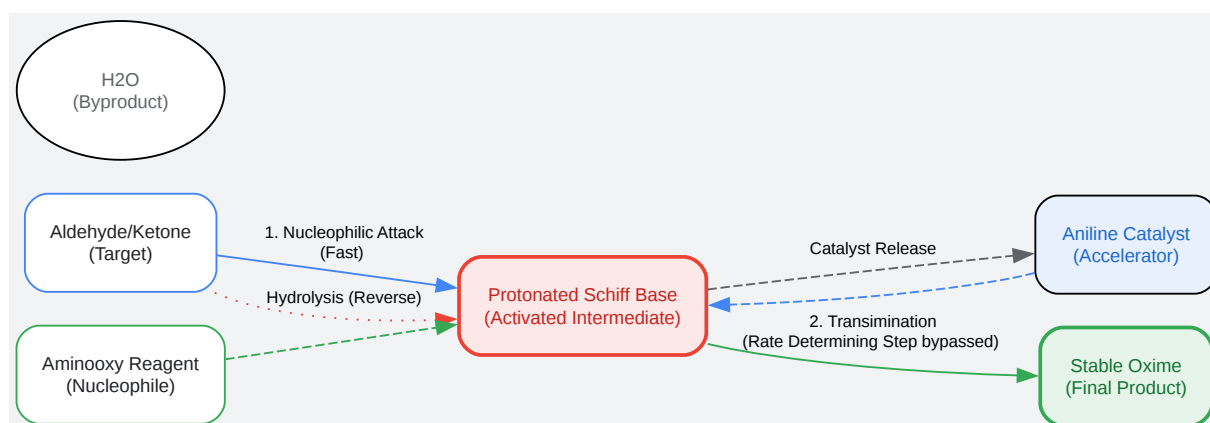 H2O
(Byproduct)
Aldehyde/Ketone
(Target)
1. Nucleophilic Attack
(Fast)
Hydrolysis (Reverse)
Aminooxy Reagent
(Nucleophile)
Protonated Schiff Base
(Activated Intermediate)
Catalyst Release
2. Transimination
(Rate Determining Step bypassed)
Aniline Catalyst
(Accelerator)
Stable Oxime
(Final Product)